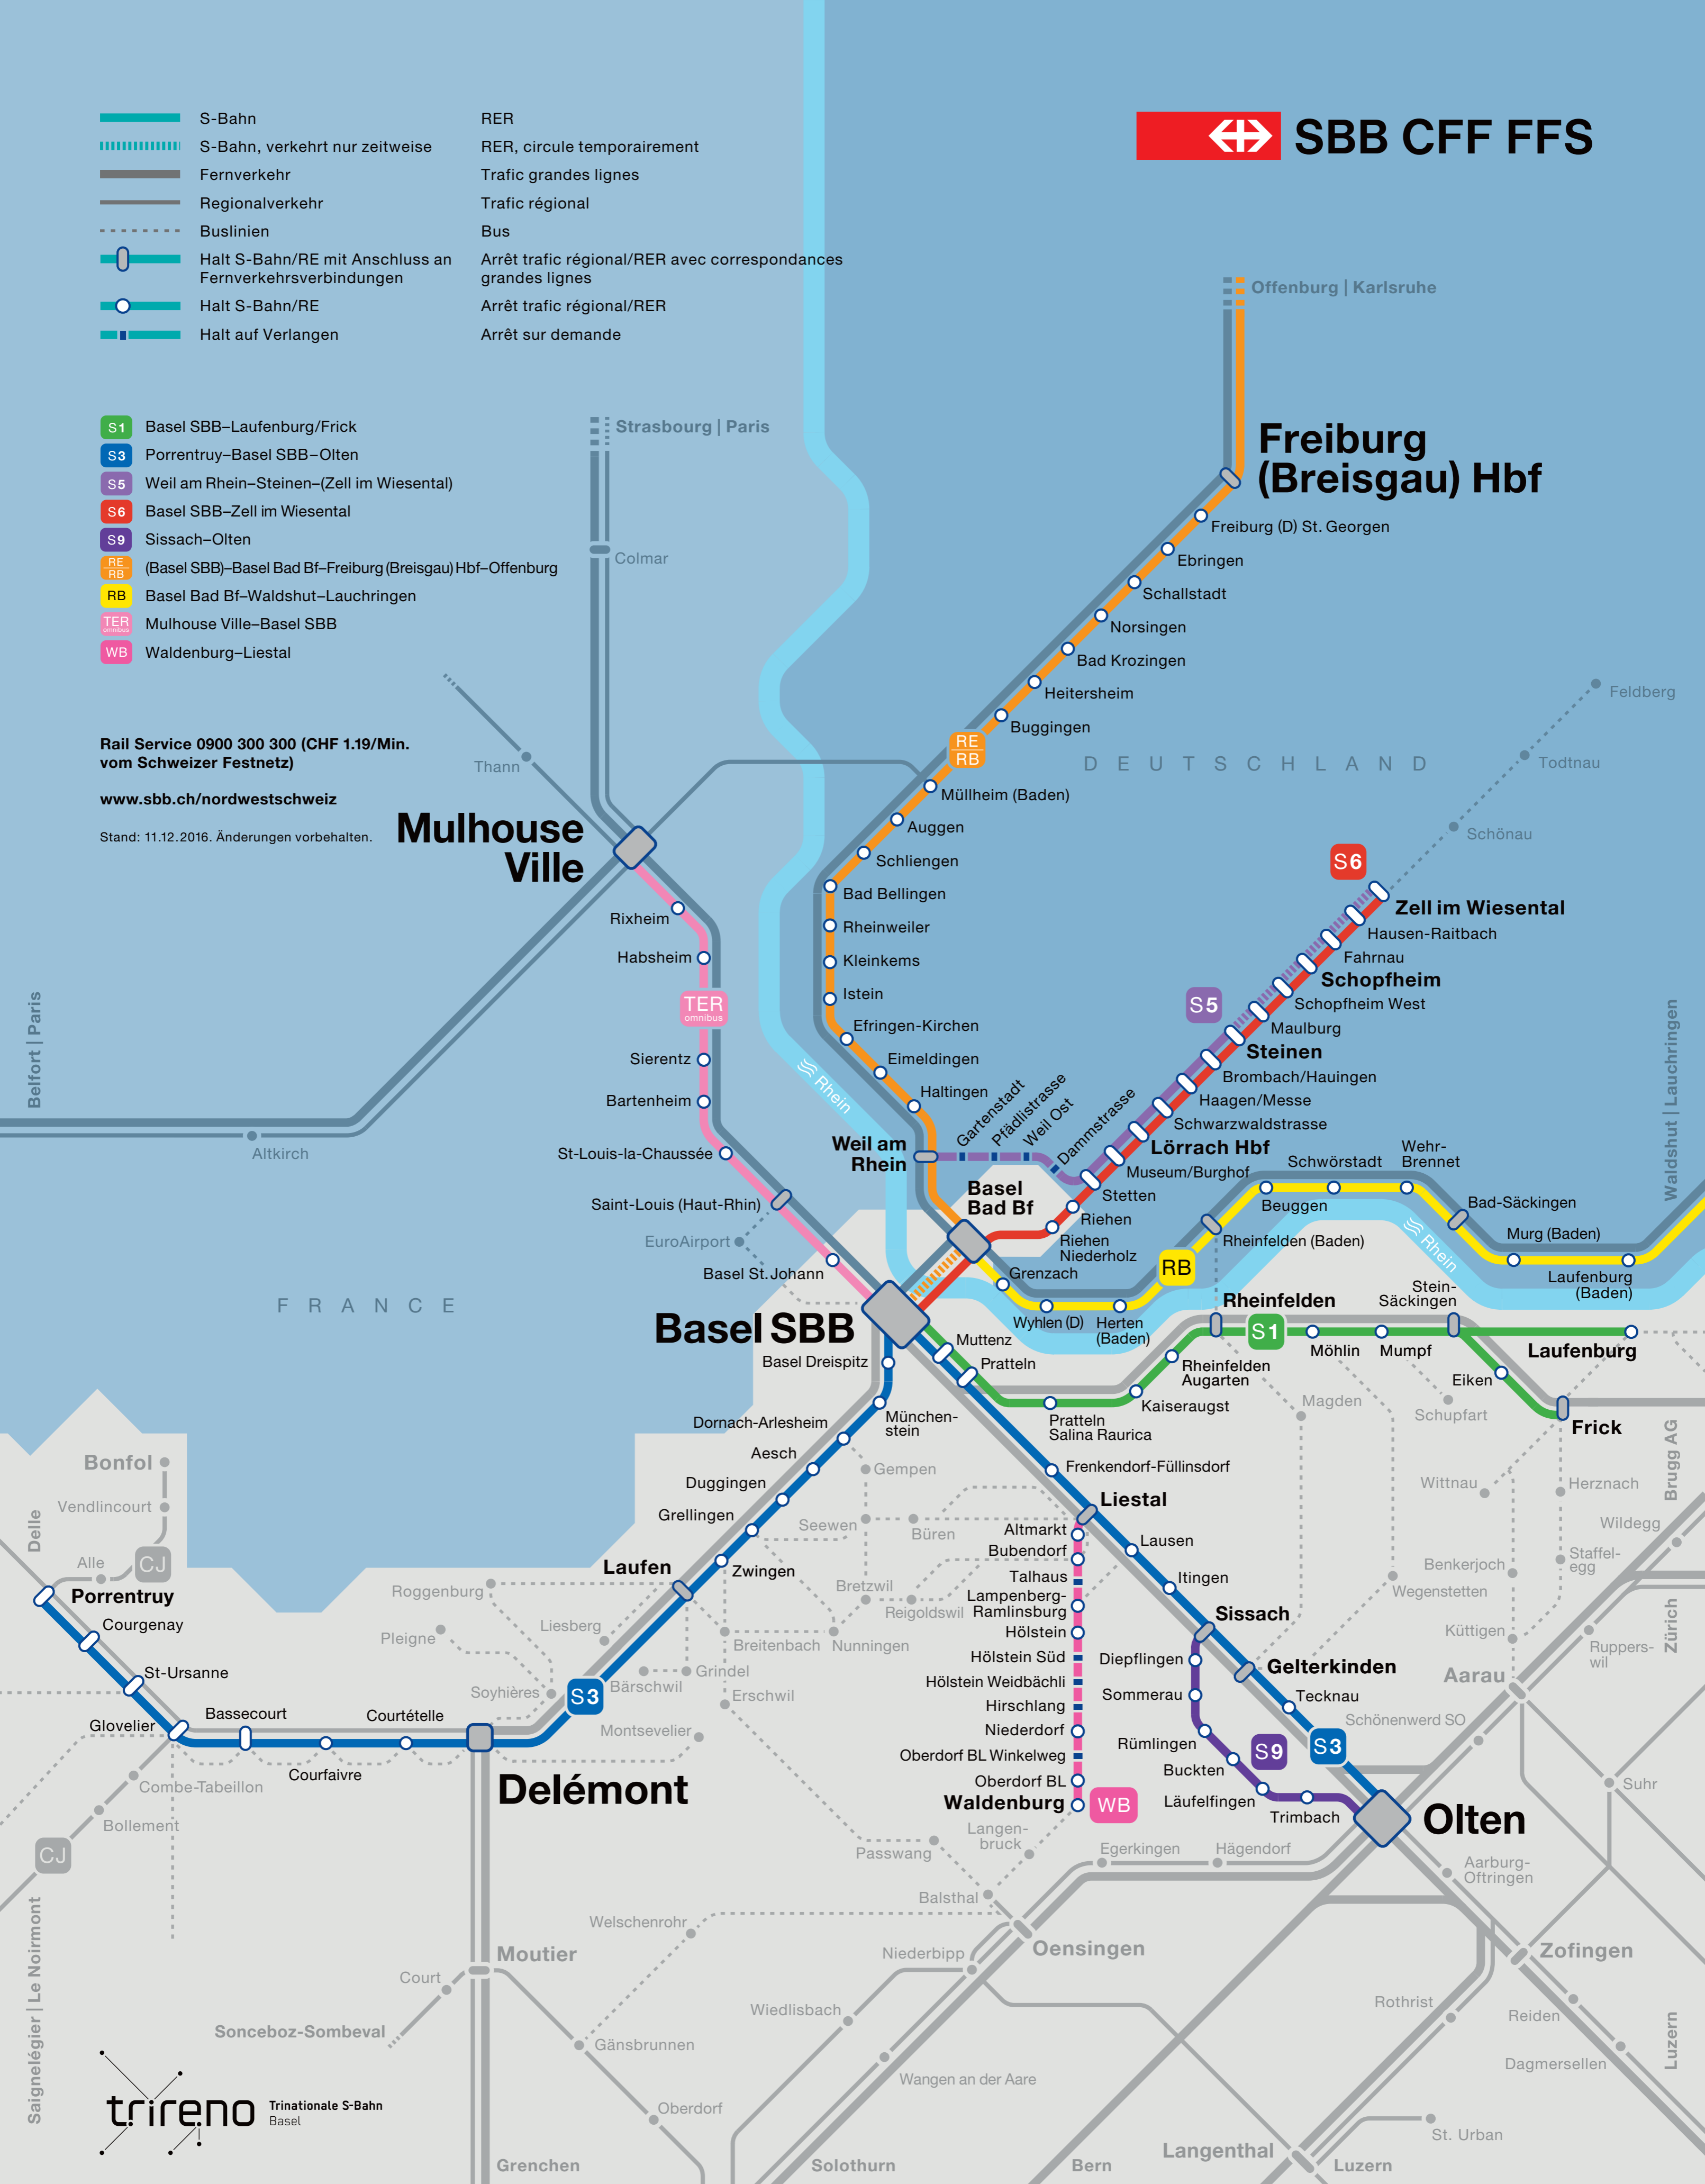 S-Bahn RER
S-Bahn, verkehrt nur zeitweise RER, circule temporairement
Fernverkehr Trafic grandes lignes
Regionalverkehr Trafic régional
Buslinien Bus
Halt S-Bahn/RE mit Anschluss an Arrêt trafic régional/RER avec correspondances
Fernverkehrsverbindungen grandes lignes
Halt S-Bahn/RE Arrêt trafic régional/RER
Halt auf Verlangen Arrêt sur demande
SBB CFF FFS
S1 Basel SBB–Laufenburg/Frick
S3 Porrentruy–Basel SBB–Olten
S5 Weil am Rhein–Steinen–(Zell im Wiesental)
S6 Basel SBB–Zell im Wiesental
S9 Sissach–Olten
RE
RB
(Basel SBB)–Basel Bad Bf–Freiburg (Breisgau) Hbf–Offenburg
RB Basel Bad Bf–Waldshut–Lauchringen
TER
omnibus
Mulhouse Ville–Basel SBB
WB Waldenburg–Liestal
Rail Service 0900 300 300 (CHF 1.19/Min.
vom Schweizer Festnetz)
www.sbb.ch/nordwestschweiz
Stand: 11.12.2016. Änderungen vorbehalten.
Strasbourg | Paris
Colmar
Thann
Mulhouse
Ville
Rixheim
Habsheim
TER
omnibus
Sierentz
Bartenheim
St-Louis-la-Chaussée
Saint-Louis (Haut-Rhin)
EuroAirport
Basel St. Johann
Belfort | Paris
Altkirch
FRANCE
Offenburg | Karlsruhe
Freiburg
(Breisgau) Hbf
Freiburg (D) St. Georgen
Ebringen
Schallstadt
Norsingen
Bad Krozingen
Heitersheim
Buggingen
RE
RB
DEUTSCHLAND
Müllheim (Baden)
Auggen
Schliengen
Bad Bellingen
Rheinweiler
Kleinkems
Istein
Efringen-Kirchen
Eimeldingen
Haltingen
Rhein
Weil am
Rhein
Gartenstadt
Pfädlistrasse
Weil Ost
Dammstrasse
Feldberg
Todtnau
Schönau
S6
Zell im Wiesental
Hausen-Raitbach
Fahrnau
Schopfheim
Schopfheim West
Maulburg
S5
Steinen
Brombach/Hauingen
Haagen/Messe
Schwarzwaldstrasse
Lörrach Hbf
Museum/Burghof
Stetten
Riehen
Riehen
Niederholz
Basel
Bad Bf
Waldshut | Lauchringen
Grenzach
Wyhlen (D)
Herten
(Baden)
RB
Rheinfelden (Baden)
Beuggen
Schwörstadt
Wehr-
Brennet
Bad-Säckingen
Murg (Baden)
Laufenburg
(Baden)
Rhein
Basel SBB
Muttenz
Pratteln
Pratteln
Salina Raurica
Kaiseraugst
Rheinfelden
Augarten
Rheinfelden
S1
Möhlin
Mumpf
Stein-
Säckingen
Laufenburg
Eiken
Frick
Basel Dreispitz
München-
stein
Dornach-Arlesheim
Aesch
Duggingen
Grellingen
Zwingen
Laufen
S3
Delémont
Courtételle
Courfaivre
Bassecourt
Glovelier
St-Ursanne
Courgenay
Porrentruy
Bonfol
Vendlincourt
CJ
Alle
Delle
Combe-Tabeillon
Bollement
CJ
Saignelégier | Le Noirmont
Roggenburg
Pleigne
Liesberg
Soyhières
Bärschwil
Grindel
Montsevelier
Erschwil
Breitenbach
Nunningen
Gempen
Seewen
Büren
Bretzwil
Reigoldswil
Frenkendorf-Füllinsdorf
Liestal
Altmarkt
Bubendorf
Talhaus
Lampenberg-
Ramlinsburg
Hölstein
Hölstein Süd
Hölstein Weidbächli
Hirschlang
Niederdorf
Oberdorf BL Winkelweg
Oberdorf BL
Waldenburg
WB
Langen-
bruck
Lausen
Itingen
Sissach
Gelterkinden
Tecknau
S3
Diepflingen
Sommerau
Rümlingen
Buckten
Läufelfingen
Trimbach
S9
Olten
Magden
Schupfart
Wittnau
Herznach
Wegenstetten
Benkerjoch
Staffel-
egg
Küttigen
Wildegg
Ruppers-
wil
Brugg AG
Zürich
Aarau
Schönenwerd SO
Suhr
Aarburg-
Oftringen
Zofingen
Rothrist
Reiden
Dagmersellen
Luzern
St. Urban
Langenthal
Luzern
Bern
Egerkingen
Hägendorf
Passwang
Balsthal
Oensingen
Niederbipp
Welschenrohr
Wiedlisbach
Wangen an der Aare
Solothurn
Moutier
Court
Sonceboz-Sombeval
Gänsbrunnen
Oberdorf
Grenchen
trireno
Trinationale S-Bahn
Basel